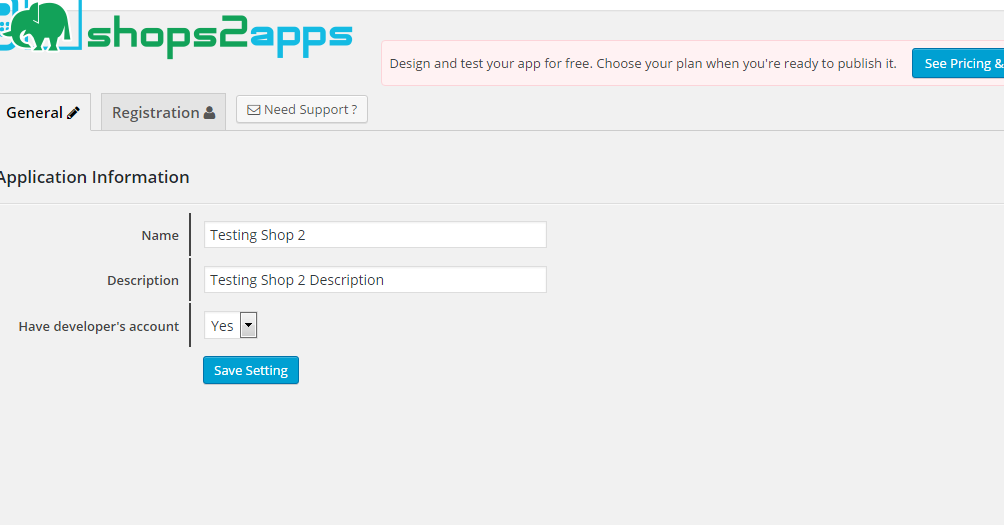 shops2apps
Design and test your app for free. Choose your plan when you're ready to publish it.
See Pricing &
General
Registration
Need Support ?
Application Information
Name
Testing Shop 2
Description
Testing Shop 2 Description
Have developer's account
Yes
Save Setting